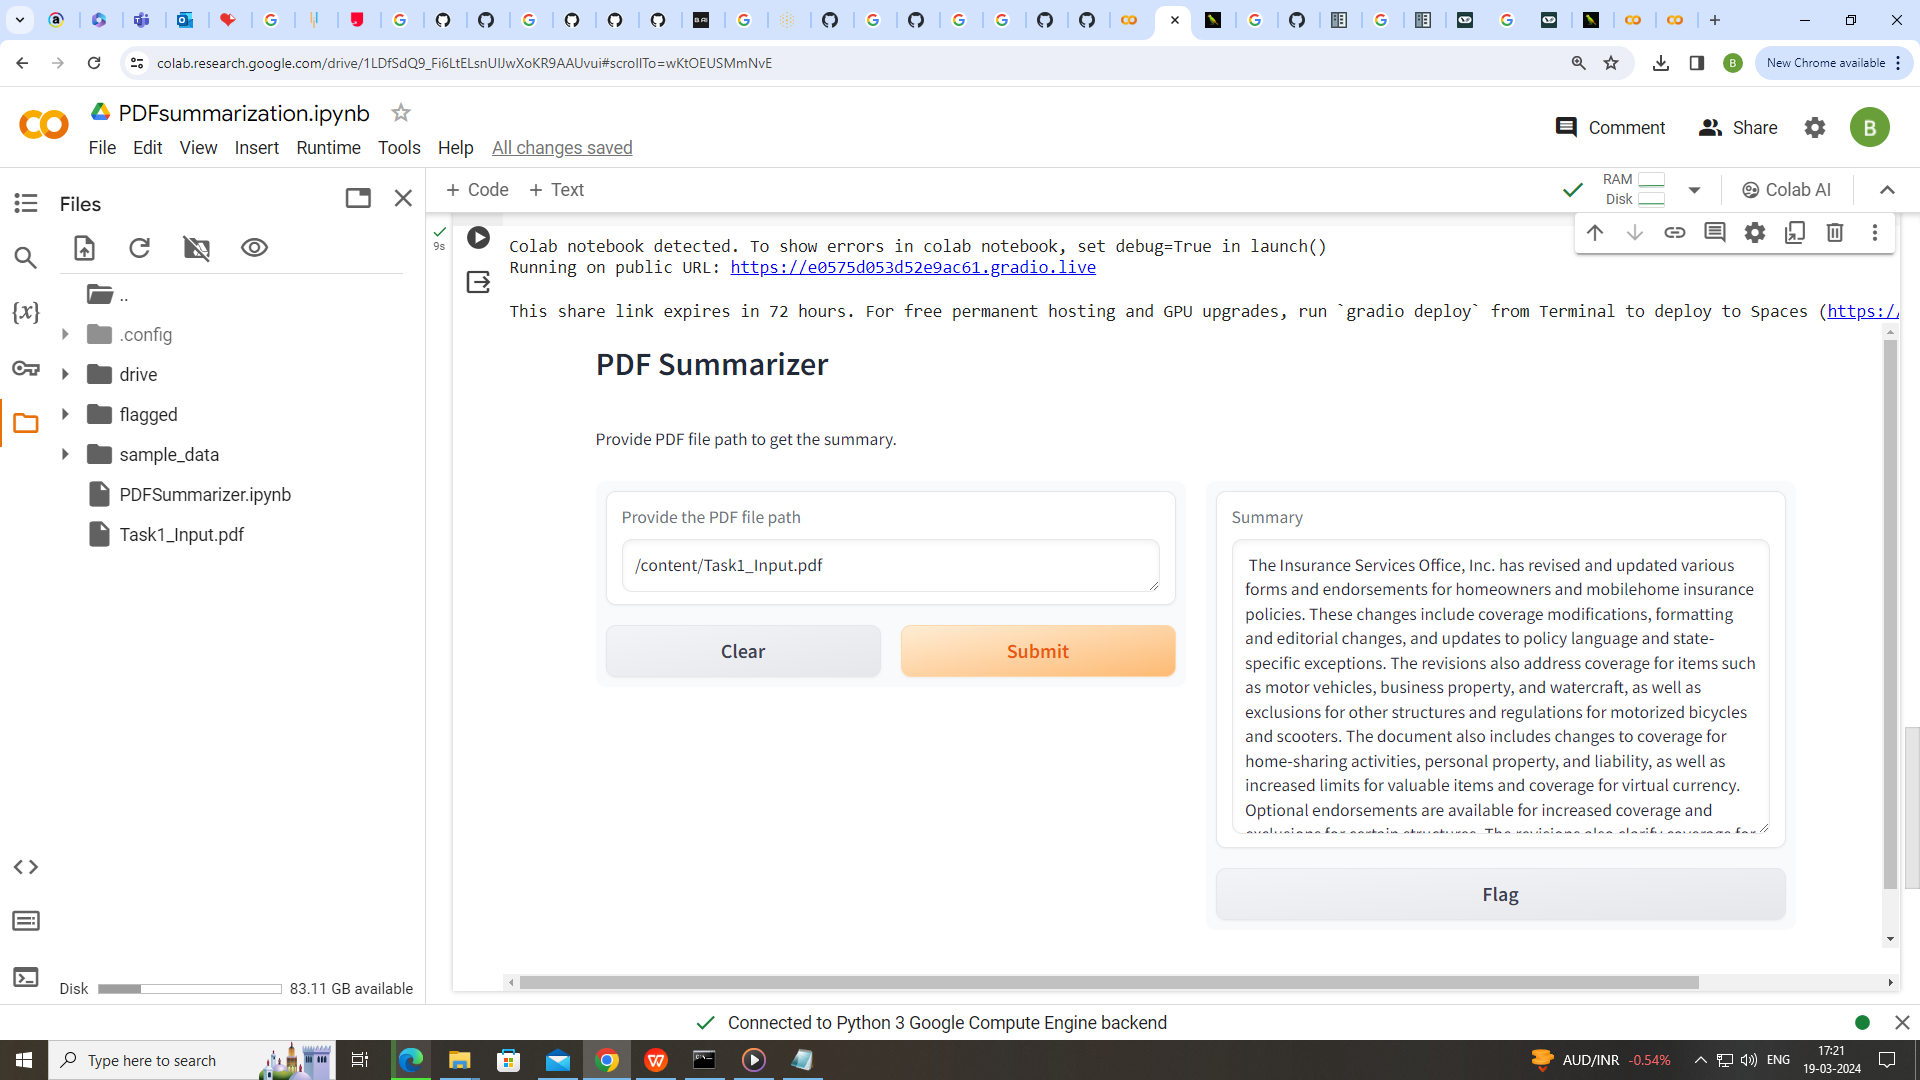 colab.research.google.com/drive/1LDfSdQ9_Fi6LtELsnUlJwXoKR9AAUvui#scrollTo=wKtOEUSMmNvE
New Chrome available
PDFsummarization.ipynb
File Edit View Insert Runtime Tools Help All changes saved
Comment Share B
Files
+ Code + Text
RAM
Disk
Colab AI
9s
Colab notebook detected. To show errors in colab notebook, set debug=True in launch()
Running on public URL: https://e0575d053d52e9ac61.gradio.live
This share link expires in 72 hours. For free permanent hosting and GPU upgrades, run `gradio deploy` from Terminal to deploy to Spaces (https:/
..
.config
drive
flagged
sample_data
PDFSummarizer.ipynb
Task1_Input.pdf
PDF Summarizer
Provide PDF file path to get the summary.
Provide the PDF file path
/content/Task1_Input.pdf
Clear
Submit
Summary
The Insurance Services Office, Inc. has revised and updated various
forms and endorsements for homeowners and mobilehome insurance
policies. These changes include coverage modifications, formatting
and editorial changes, and updates to policy language and state-
specific exceptions. The revisions also address coverage for items such
as motor vehicles, business property, and watercraft, as well as
exclusions for other structures and regulations for motorized bicycles
and scooters. The document also includes changes to coverage for
home-sharing activities, personal property, and liability, as well as
increased limits for valuable items and coverage for virtual currency.
Optional endorsements are available for increased coverage and
exclusions for certain structures. The revisions also clarify coverage for
Flag
Disk 83.11 GB available
Connected to Python 3 Google Compute Engine backend
Type here to search
AUD/INR -0.54%
ENG
17:21
19-03-2024